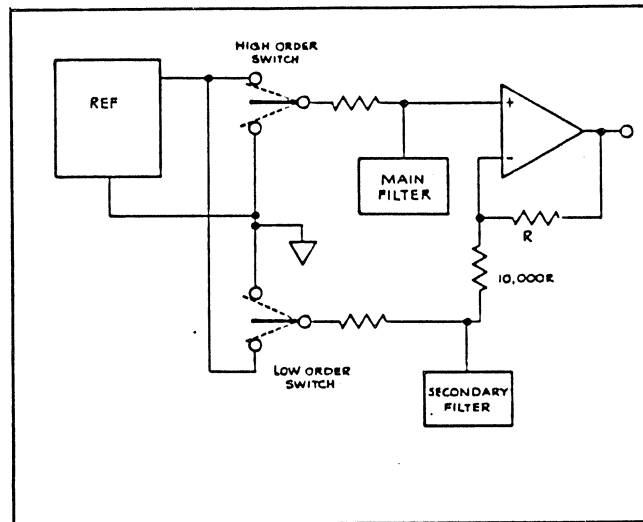 HIGH ORDER
SWITCH
REF
+
-
MAIN
FILTER
R
10,000R
LOW ORDER
SWITCH
SECONDARY
FILTER